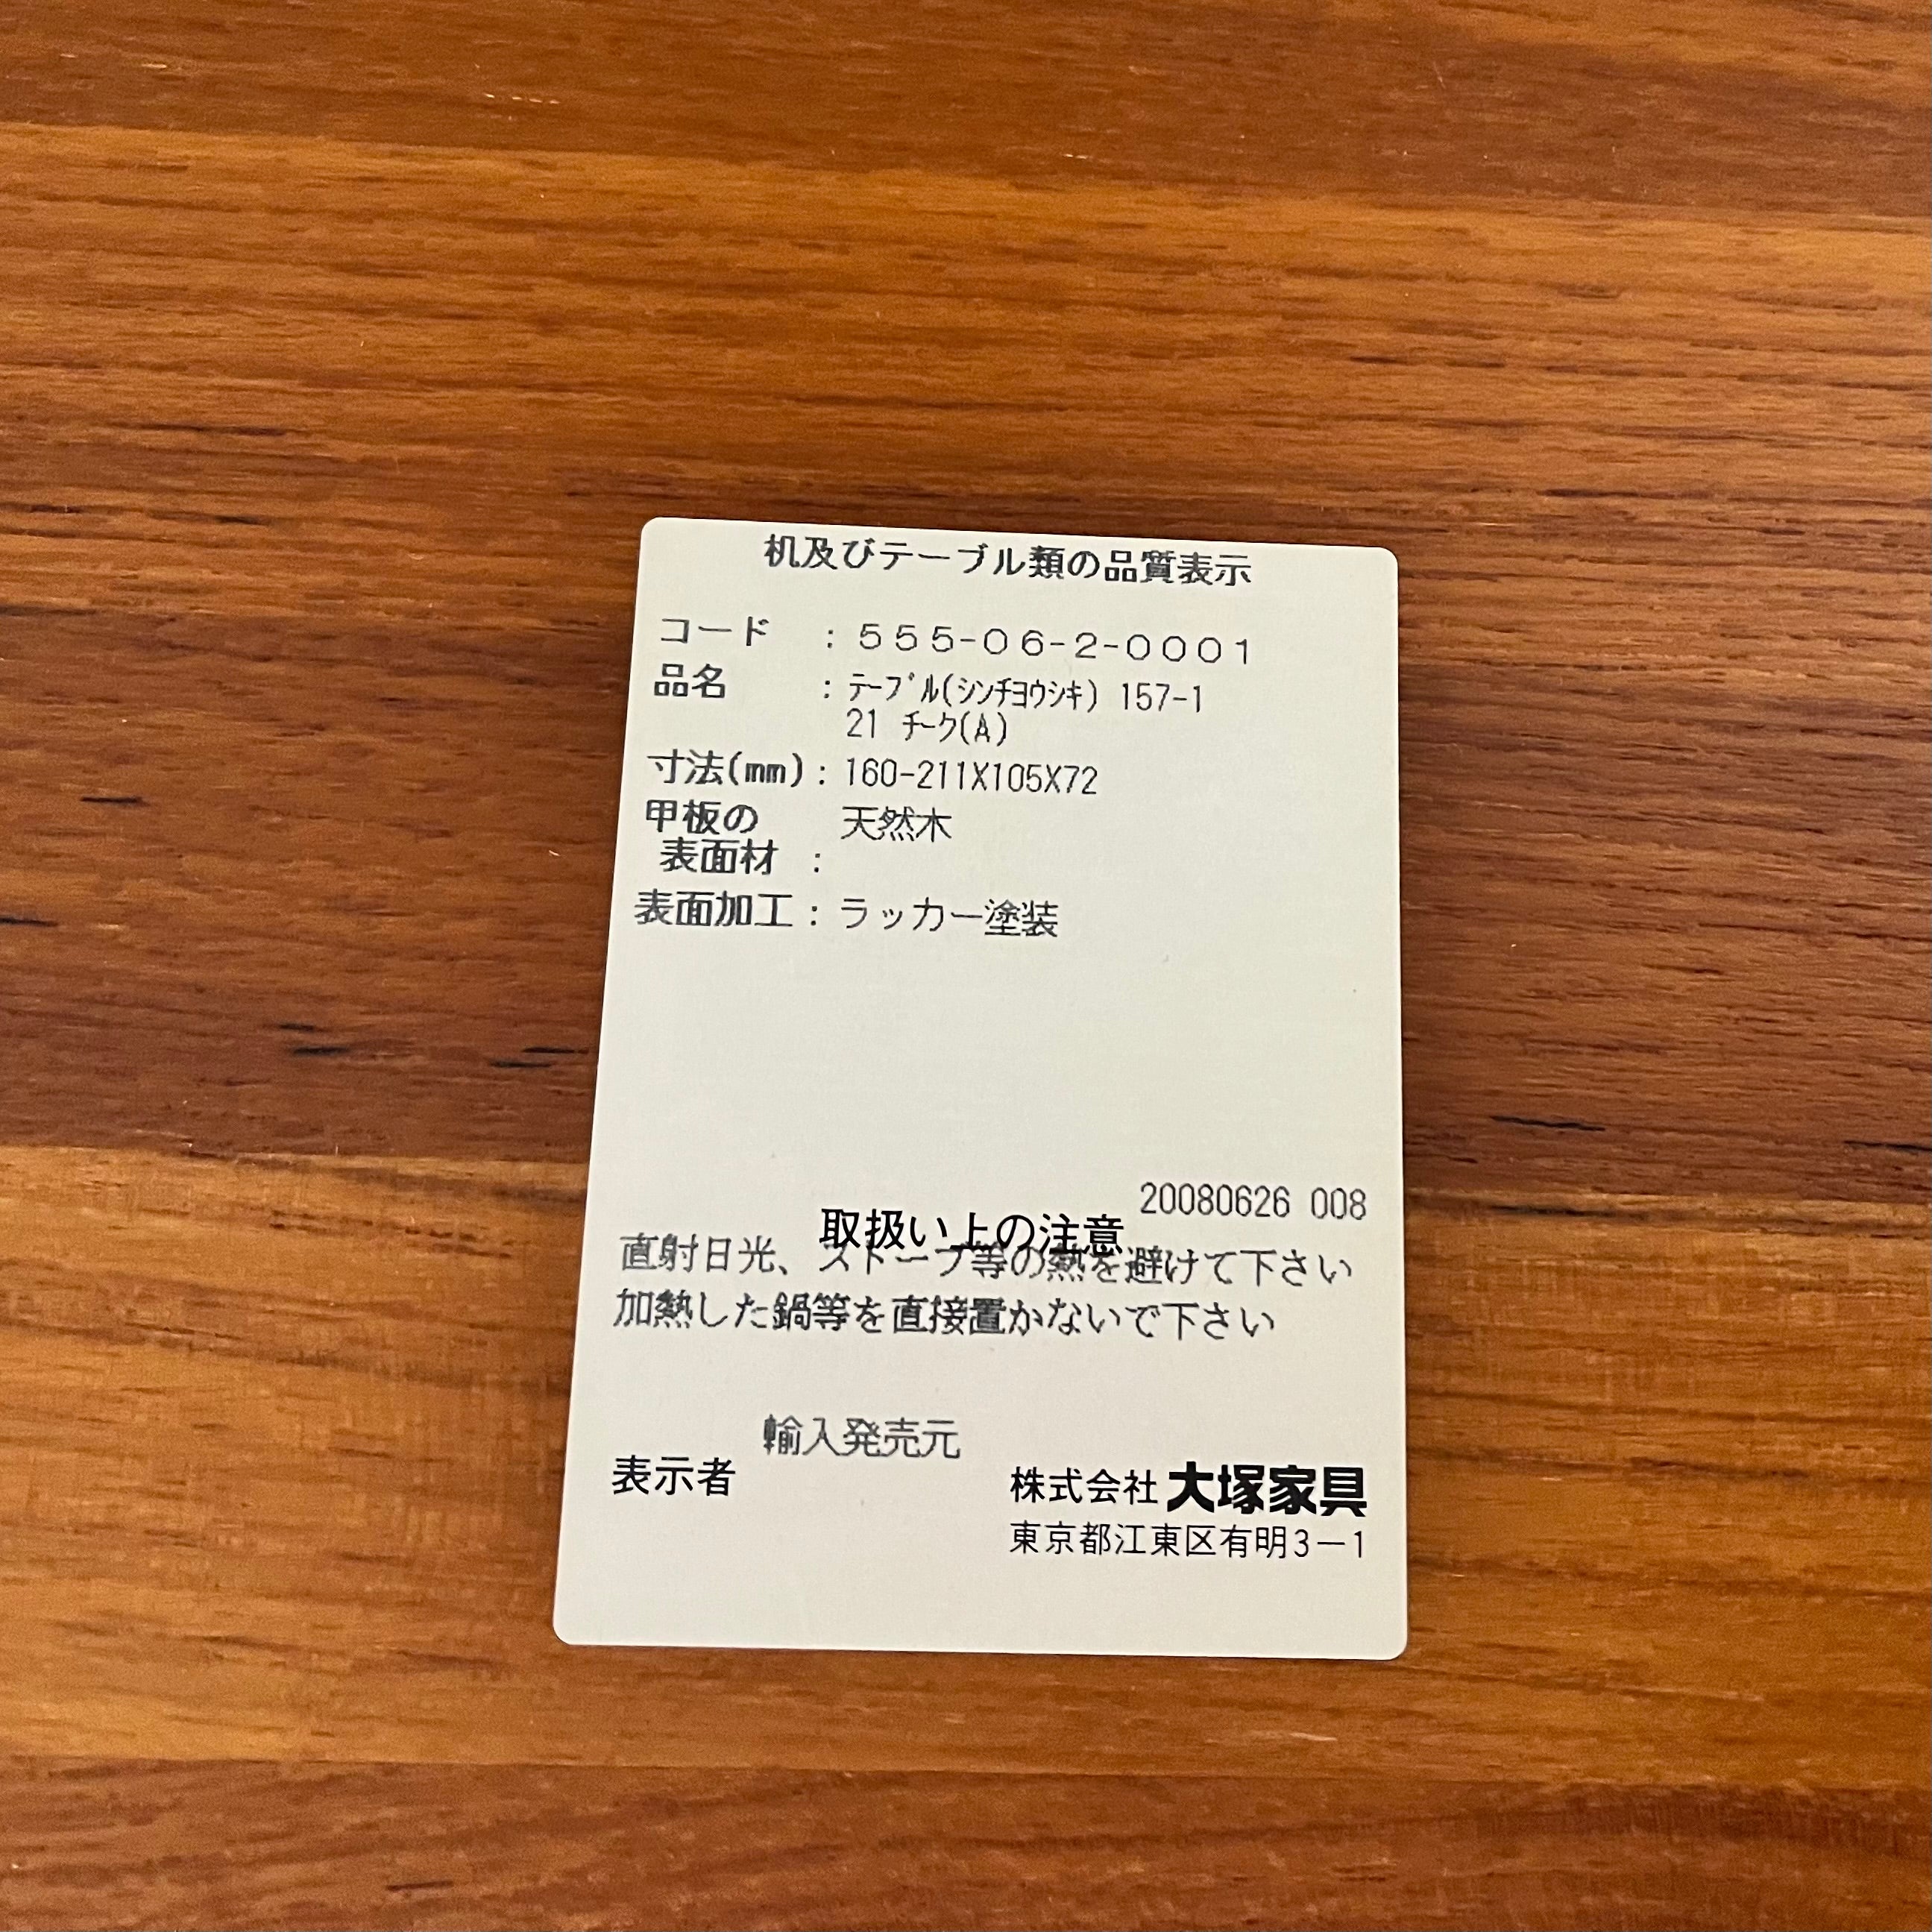 机及びテーブル類の品質表示
コード : 555-06-2-0001
品名 : ﾃｰﾌﾞﾙ(ｼﾝﾁﾖｳｼｷ) 157-1
21 ﾁｰｸ(A)
寸法(mm) : 160-211X105X72
甲板の 天然木
表面材 :
表面加工 : ラッカー塗装
20080626 008
取扱い上の注意
直射日光、ストーブ等の熱を避けて下さい
加熱した鍋等を直接置かないで下さい
輸入発売元
表示者 株式会社 大塚家具
東京都江東区有明3−1